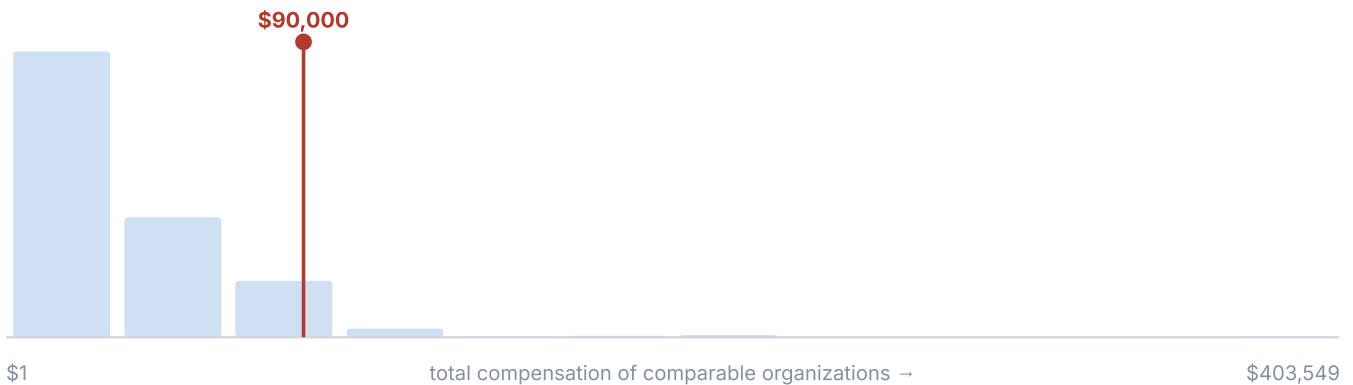 $90,000
$1 total compensation of comparable organizations → $403,549